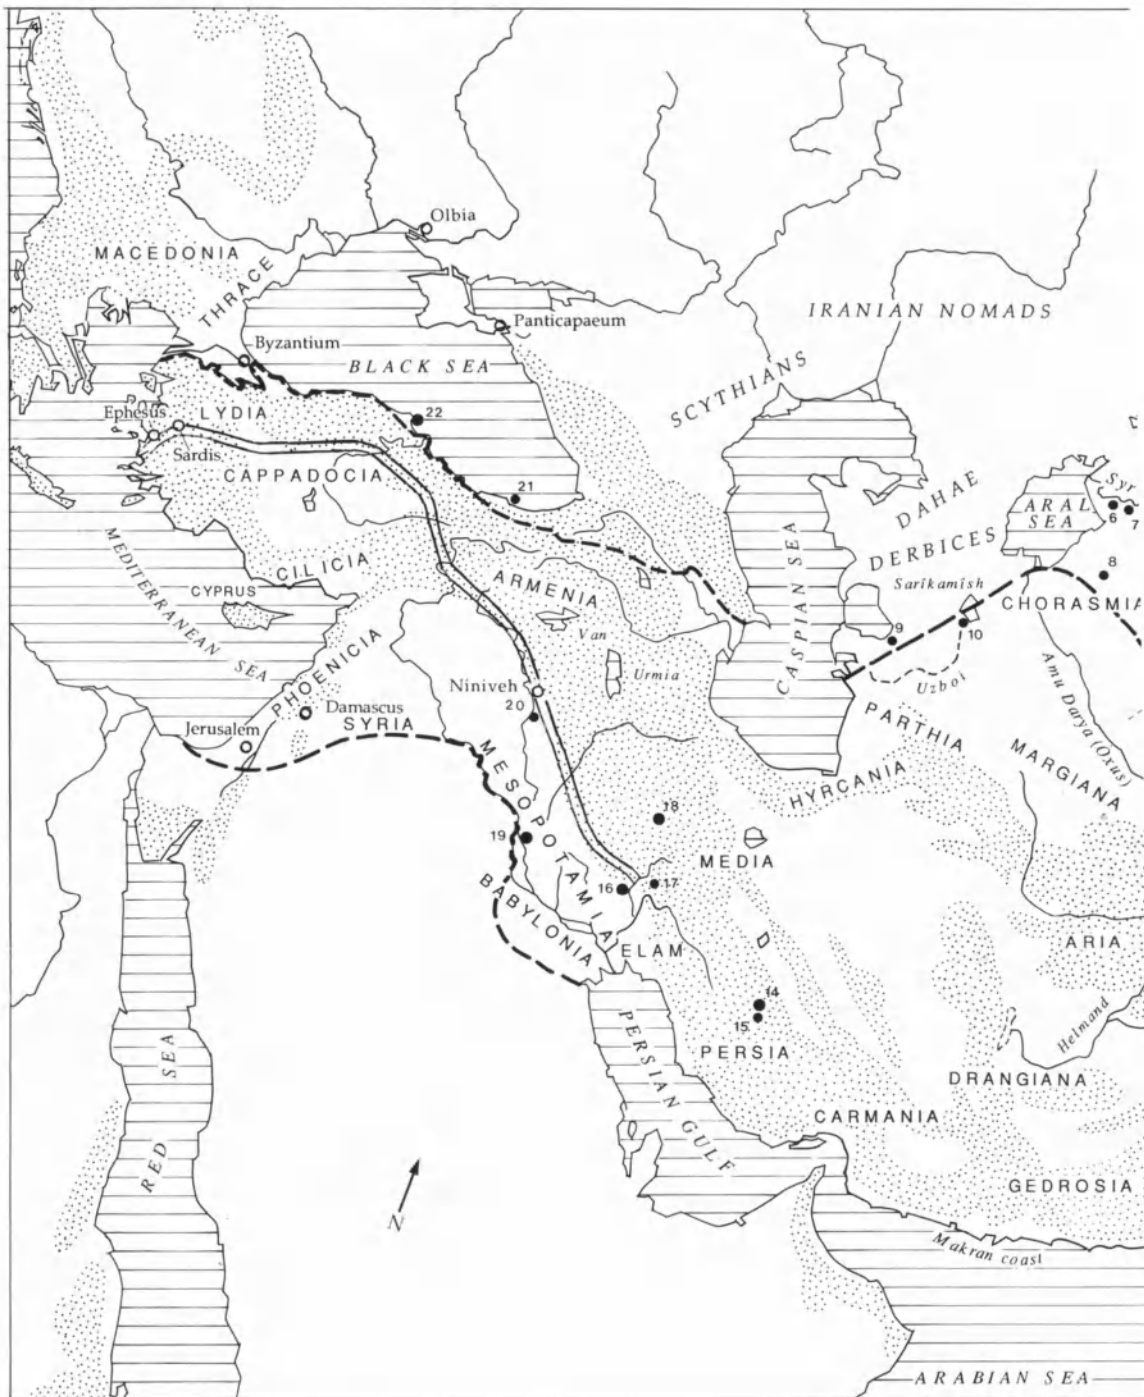 Olbia
MACEDONIA
THRACE
IRANIAN NOMADS
Panticapaeum
Byzantium
BLACK SEA
SCYTHIANS
Ephesus
LYDIA
22
Sardis
CAPPADOCIA
21
DAHAE
Syr
ARAL
SEA
6
7
DERBICES
MEDITERRANEAN SEA
CILICIA
ARMENIA
CASPIAN SEA
8
Sarîkamîsh
CYPRUS
CHORASMIA
Van
9
10
PHOENICIA
Niniveh
Urmia
Uzboi
Amu Darya (Oxus)
20
Damascus
Jerusalem
SYRIA
PARTHIA
MARGIANA
MESOPOTAMIA
HYRCANIA
18
19
MEDIA
16
17
BABYLONIA
ELAM
ARIA
14
15
Helmand
PERSIA
PERSIAN GULF
RED SEA
DRANGIANA
CARMANIA
GEDROSIA
N
Makran coast
ARABIAN SEA